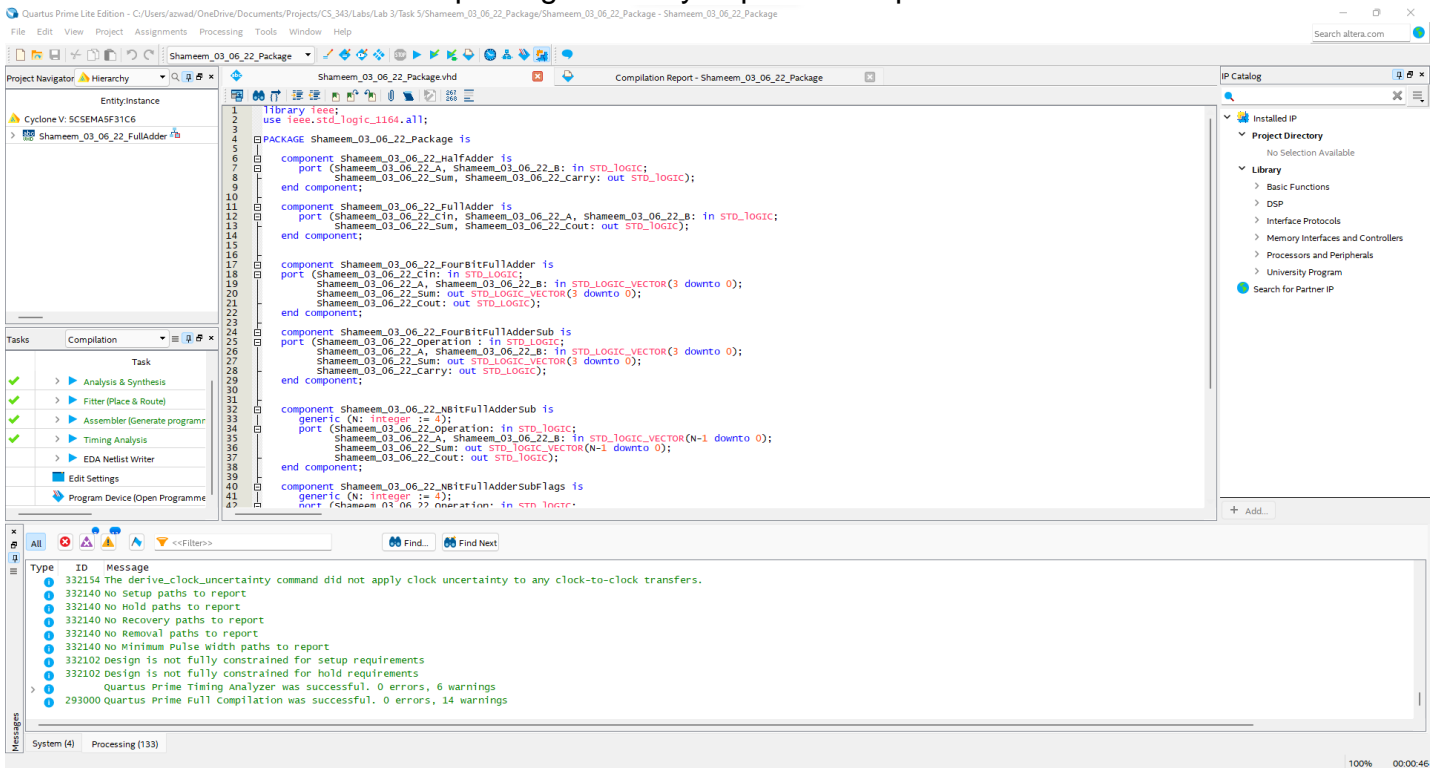 Quartus Prime Lite Edition - C:/Users/azwad/OneDrive/Documents/Projects/CS_343/Labs/Lab 3/Task 5/Shameem_03_06_22_Package/Shameem_03_06_22_Package - Shameem_03_06_22_Package
File Edit View Project Assignments Processing Tools Window Help
Search altera.com
Shameem_03_06_22_Package
Project Navigator Hierarchy
Shameem_03_06_22_Package.vhd
Compilation Report - Shameem_03_06_22_Package
IP Catalog
Entity:Instance
Cyclone V: 5CSEMA5F31C6
Shameem_03_06_22_FullAdder
267
268
1 library ieee;
2 use ieee.std_logic_1164.all;
3
4 PACKAGE Shameem_03_06_22_Package is
5
6 component Shameem_03_06_22_HalfAdder is
7 port (Shameem_03_06_22_A, Shameem_03_06_22_B: in STD_lOGIC;
8 Shameem_03_06_22_Sum, Shameem_03_06_22_Carry: out STD_lOGIC);
9 end component;
10
11 component Shameem_03_06_22_FullAdder is
12 port (Shameem_03_06_22_Cin, Shameem_03_06_22_A, Shameem_03_06_22_B: in STD_lOGIC;
13 Shameem_03_06_22_Sum, Shameem_03_06_22_Cout: out STD_lOGIC);
14 end component;
15
16
17 component Shameem_03_06_22_FourBitFullAdder is
18 port (Shameem_03_06_22_Cin: in STD_LOGIC;
19 Shameem_03_06_22_A, Shameem_03_06_22_B: in STD_LOGIC_VECTOR(3 downto 0);
20 Shameem_03_06_22_Sum: out STD_LOGIC_VECTOR(3 downto 0);
21 Shameem_03_06_22_Cout: out STD_LOGIC);
22 end component;
23
24 component Shameem_03_06_22_FourBitFullAdderSub is
25 port (Shameem_03_06_22_Operation : in STD_LOGIC;
26 Shameem_03_06_22_A, Shameem_03_06_22_B: in STD_LOGIC_VECTOR(3 downto 0);
27 Shameem_03_06_22_Sum: out STD_LOGIC_VECTOR(3 downto 0);
28 Shameem_03_06_22_Carry: out STD_LOGIC);
29 end component;
30
31
32 component Shameem_03_06_22_NBitFullAdderSub is
33 generic (N: integer := 4);
34 port (Shameem_03_06_22_Operation: in STD_lOGIC;
35 Shameem_03_06_22_A, Shameem_03_06_22_B: in STD_lOGIC_VECTOR(N-1 downto 0);
36 Shameem_03_06_22_Sum: out STD_lOGIC_VECTOR(N-1 downto 0);
37 Shameem_03_06_22_Cout: out STD_lOGIC);
38 end component;
39
40 component Shameem_03_06_22_NBitFullAdderSubFlags is
41 generic (N: integer := 4);
42 port (Shameem_03_06_22_Operation: in STD_lOGIC;
Installed IP
Project Directory
No Selection Available
Library
Basic Functions
DSP
Interface Protocols
Memory Interfaces and Controllers
Processors and Peripherals
University Program
Search for Partner IP
+ Add...
Tasks Compilation
Task
Analysis & Synthesis
Fitter (Place & Route)
Assembler (Generate programm
Timing Analysis
EDA Netlist Writer
Edit Settings
Program Device (Open Programme
All <<Filter>> Find... Find Next
Type ID Message
332154 The derive_clock_uncertainty command did not apply clock uncertainty to any clock-to-clock transfers.
332140 No Setup paths to report
332140 No Hold paths to report
332140 No Recovery paths to report
332140 No Removal paths to report
332140 No Minimum Pulse Width paths to report
332102 Design is not fully constrained for setup requirements
332102 Design is not fully constrained for hold requirements
Quartus Prime Timing Analyzer was successful. 0 errors, 6 warnings
293000 Quartus Prime Full Compilation was successful. 0 errors, 14 warnings
Messages
System (4) Processing (133)
100% 00:00:46